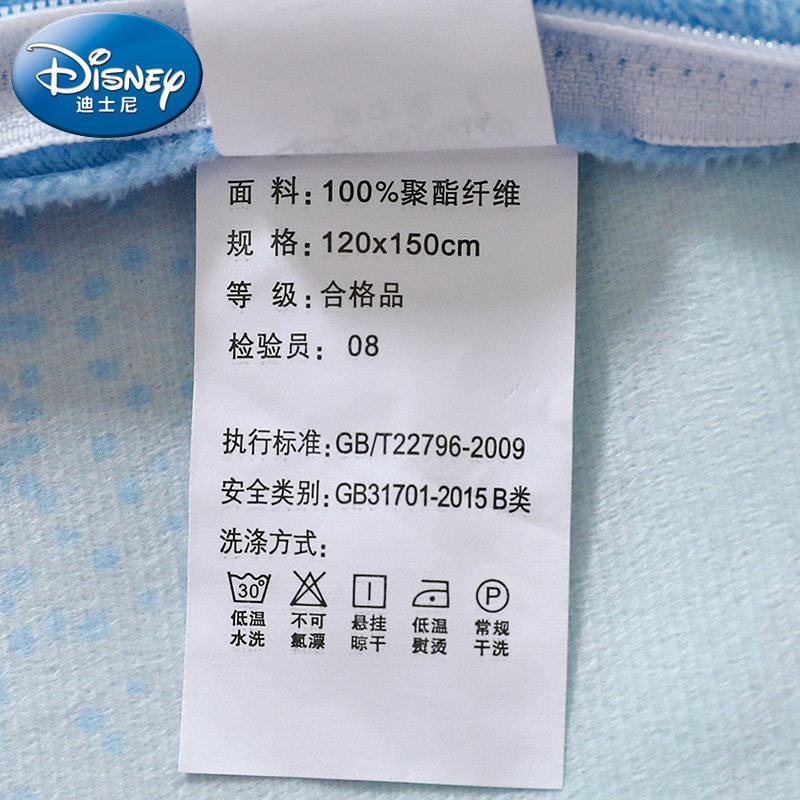 DISNEY
迪士尼
面 料:100%聚酯纤维
规 格:120x150cm
等 级:合格品
检验员: 08
执行标准:GB/T22796-2009
安全类别:GB31701-2015 B类
洗涤方式:
30° P
低温 不可 悬挂 低温 常规
水洗 氯漂 晾干 熨烫 干洗